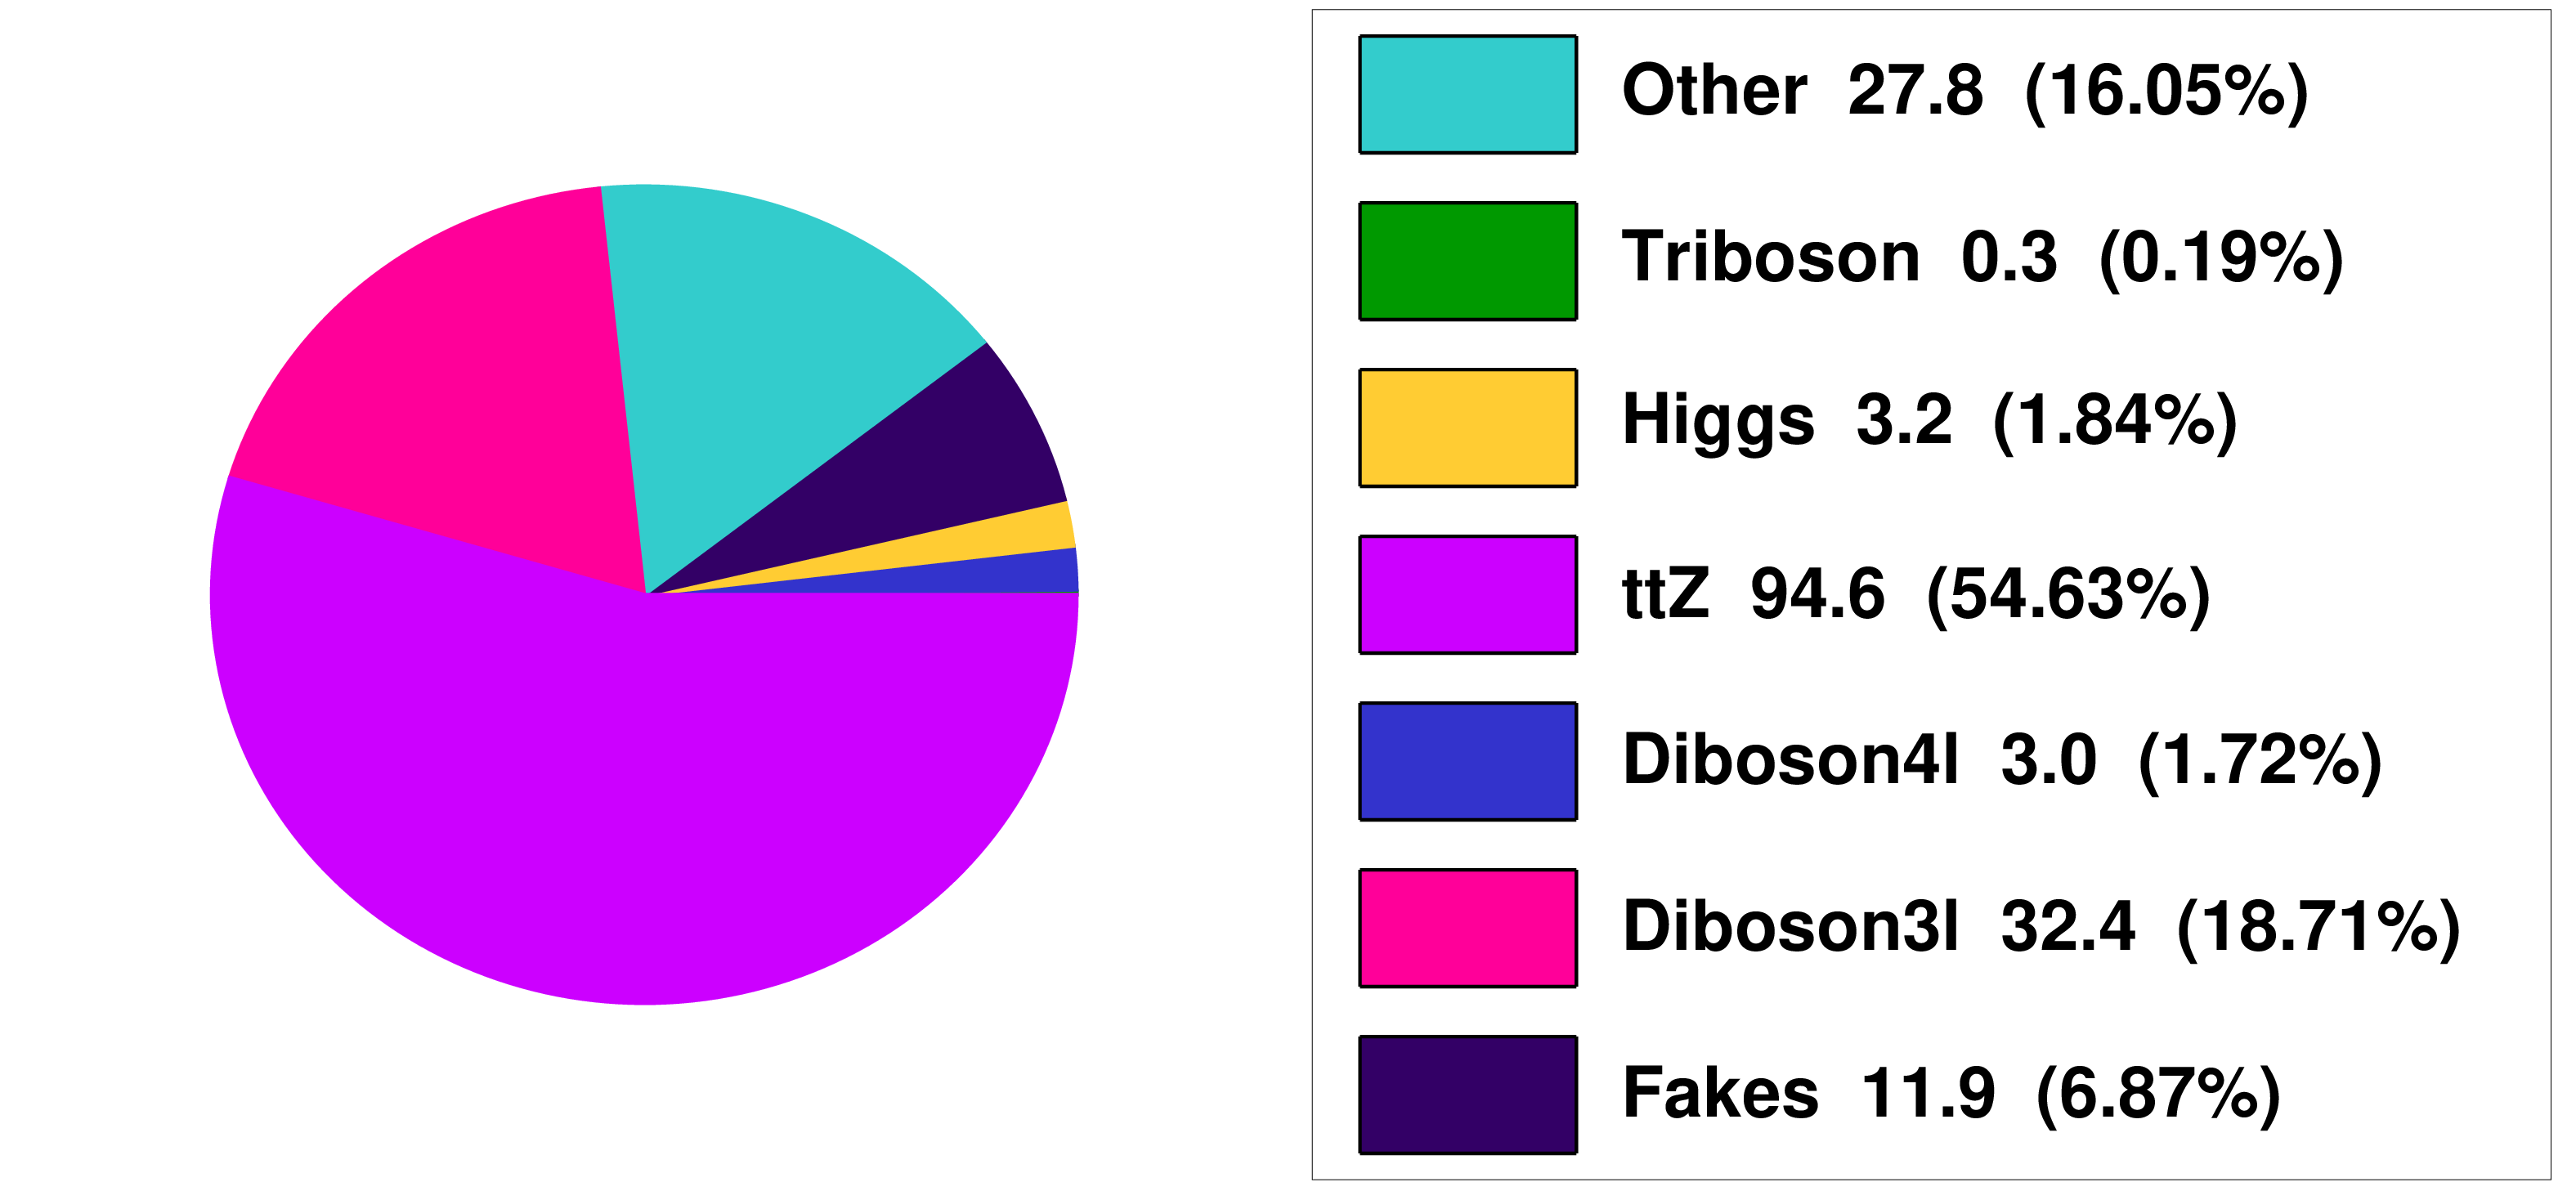 Other 27.8 (16.05%)
Triboson 0.3 (0.19%)
Higgs 3.2 (1.84%)
ttZ 94.6 (54.63%)
Diboson4l 3.0 (1.72%)
Diboson3l 32.4 (18.71%)
Fakes 11.9 (6.87%)